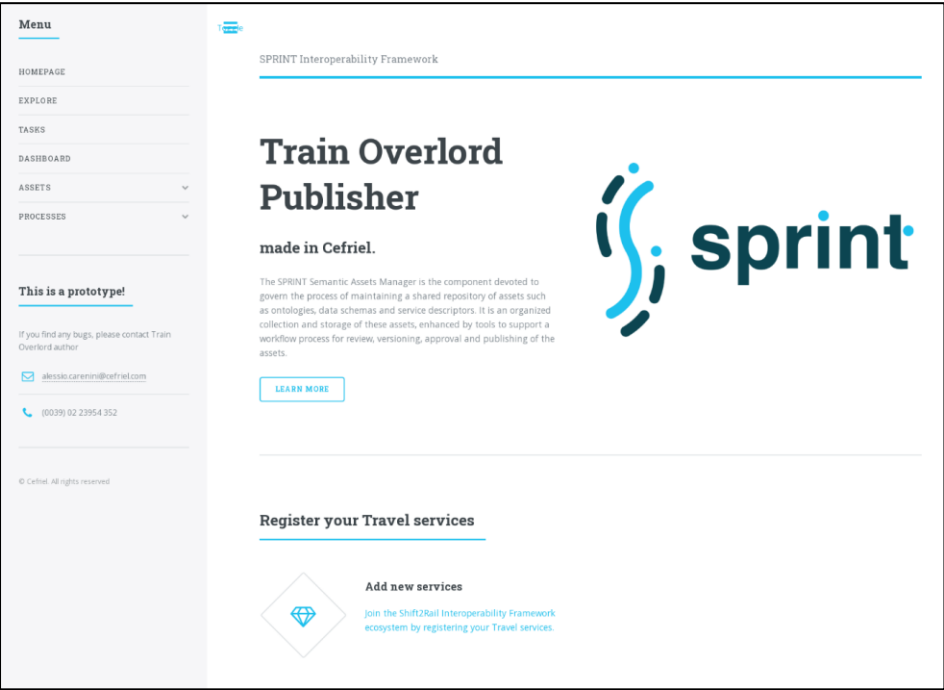 Menu
HOMEPAGE
EXPLORE
TASKS
DASHBOARD
ASSETS
PROCESSES
This is a prototype!
If you find any bugs, please contact Train
Overlord author
alessio.carenini@cefriel.com
(0039) 02 23954 352
© Cefriel. All rights reserved
SPRINT Interoperability Framework
Train Overlord
Publisher
made in Cefriel.
The SPRINT Semantic Assets Manager is the component devoted to
govern the process of maintaining a shared repository of assets such
as ontologies, data schemas and service descriptors. It is an organized
collection and storage of these assets, enhanced by tools to support a
workflow process for review, versioning, approval and publishing of the
assets.
LEARN MORE
sprint
Register your Travel services
Add new services
Join the Shift2Rail Interoperability Framework
ecosystem by registering your Travel services.